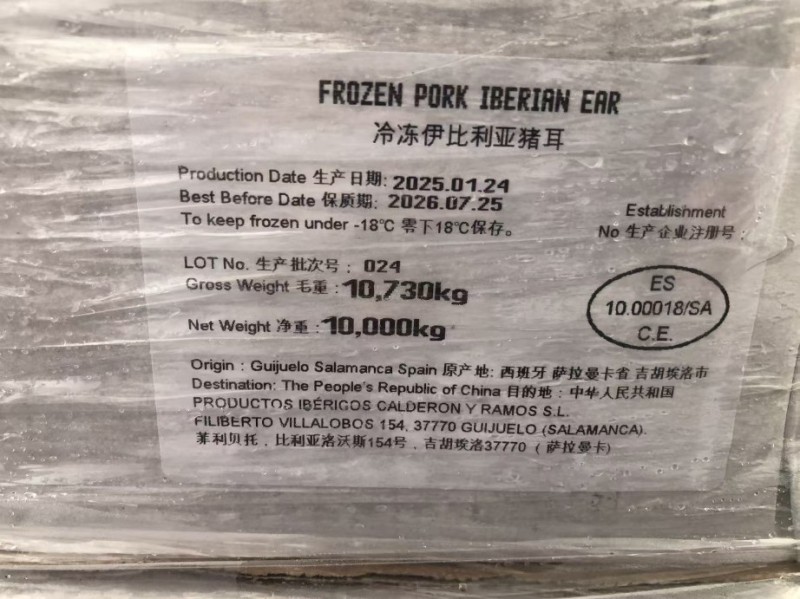 FROZEN PORK IBERIAN EAR
冷冻伊比利亚猪耳
Production Date 生产日期: 2025.01.24
Best Before Date 保质期: 2026.07.25
To keep frozen under -18℃ 零下18℃保存。
Establisnment
No 生产企业注册号:
LOT No. 生产批次号: 024
Gross Weight 毛重: 10,730kg
Net Weight 净重: 10,000kg
ES
10.00018/SA
C.E.
Origin : Guijuelo Salamanca Spain 原产地: 西班牙 萨拉曼卡省 吉胡埃洛市
Destination: The People's Republic of China 目的地: 中华人民共和国
PRODUCTOS IBÉRICOS CALDERON Y RAMOS S.L.
FILIBERTO VILLALOBOS 154, 37770 GUIJUELO (SALAMANCA).
菲利贝托，比利亚洛沃斯154号，吉胡埃洛37770 (萨拉曼卡)